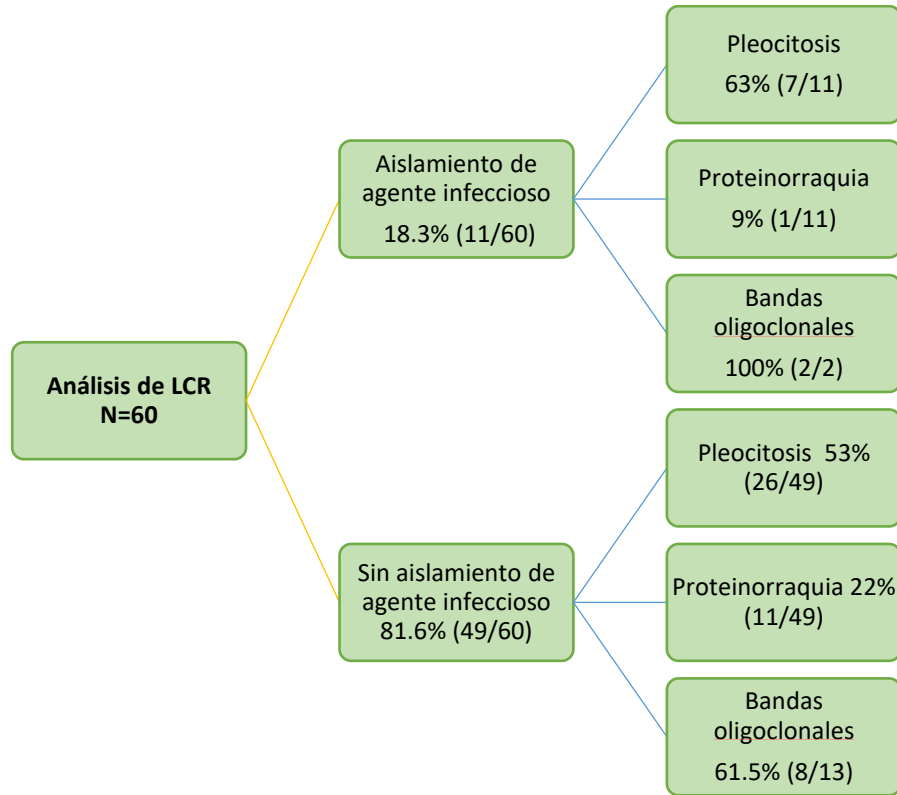 Análisis de LCR
N=60
Aislamiento de
agente infeccioso
18.3% (11/60)
Pleocitosis
63% (7/11)
Proteinorraquia
9% (1/11)
Bandas
oligoclonales
100% (2/2)
Sin aislamiento de
agente infeccioso
81.6% (49/60)
Pleocitosis 53%
(26/49)
Proteinorraquia 22%
(11/49)
Bandas
oligoclonales
61.5% (8/13)